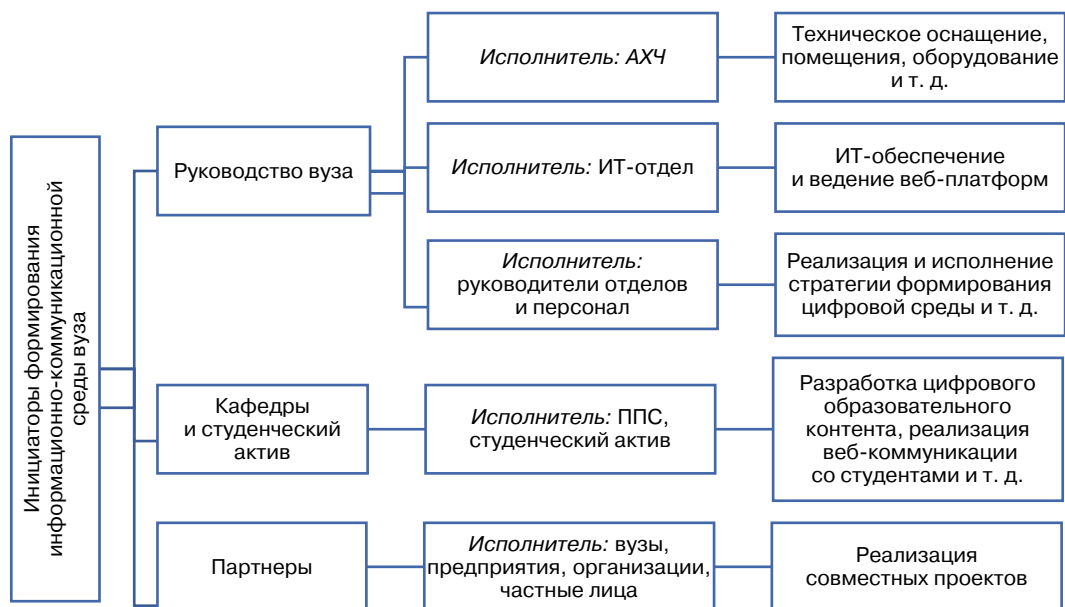 Инициаторы формирования
информационно-коммуникационной
среды вуза
Руководство вуза
Исполнитель: АХЧ
Техническое оснащение,
помещения, оборудование
и т. д.
Исполнитель: ИТ-отдел
ИТ-обеспечение
и ведение веб-платформ
Исполнитель:
руководители отделов
и персонал
Реализация и исполнение
стратегии формирования
цифровой среды и т. д.
Кафедры
и студенческий
актив
Исполнитель: ППС,
студенческий актив
Разработка цифрового
образовательного
контента, реализация
веб-коммуникации
со студентами и т. д.
Партнеры
Исполнитель: вузы,
предприятия, организации,
частные лица
Реализация
совместных проектов